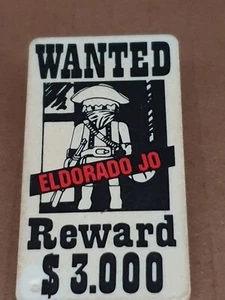 WANTED
ELDORADO JO
Reward
$ 3.000